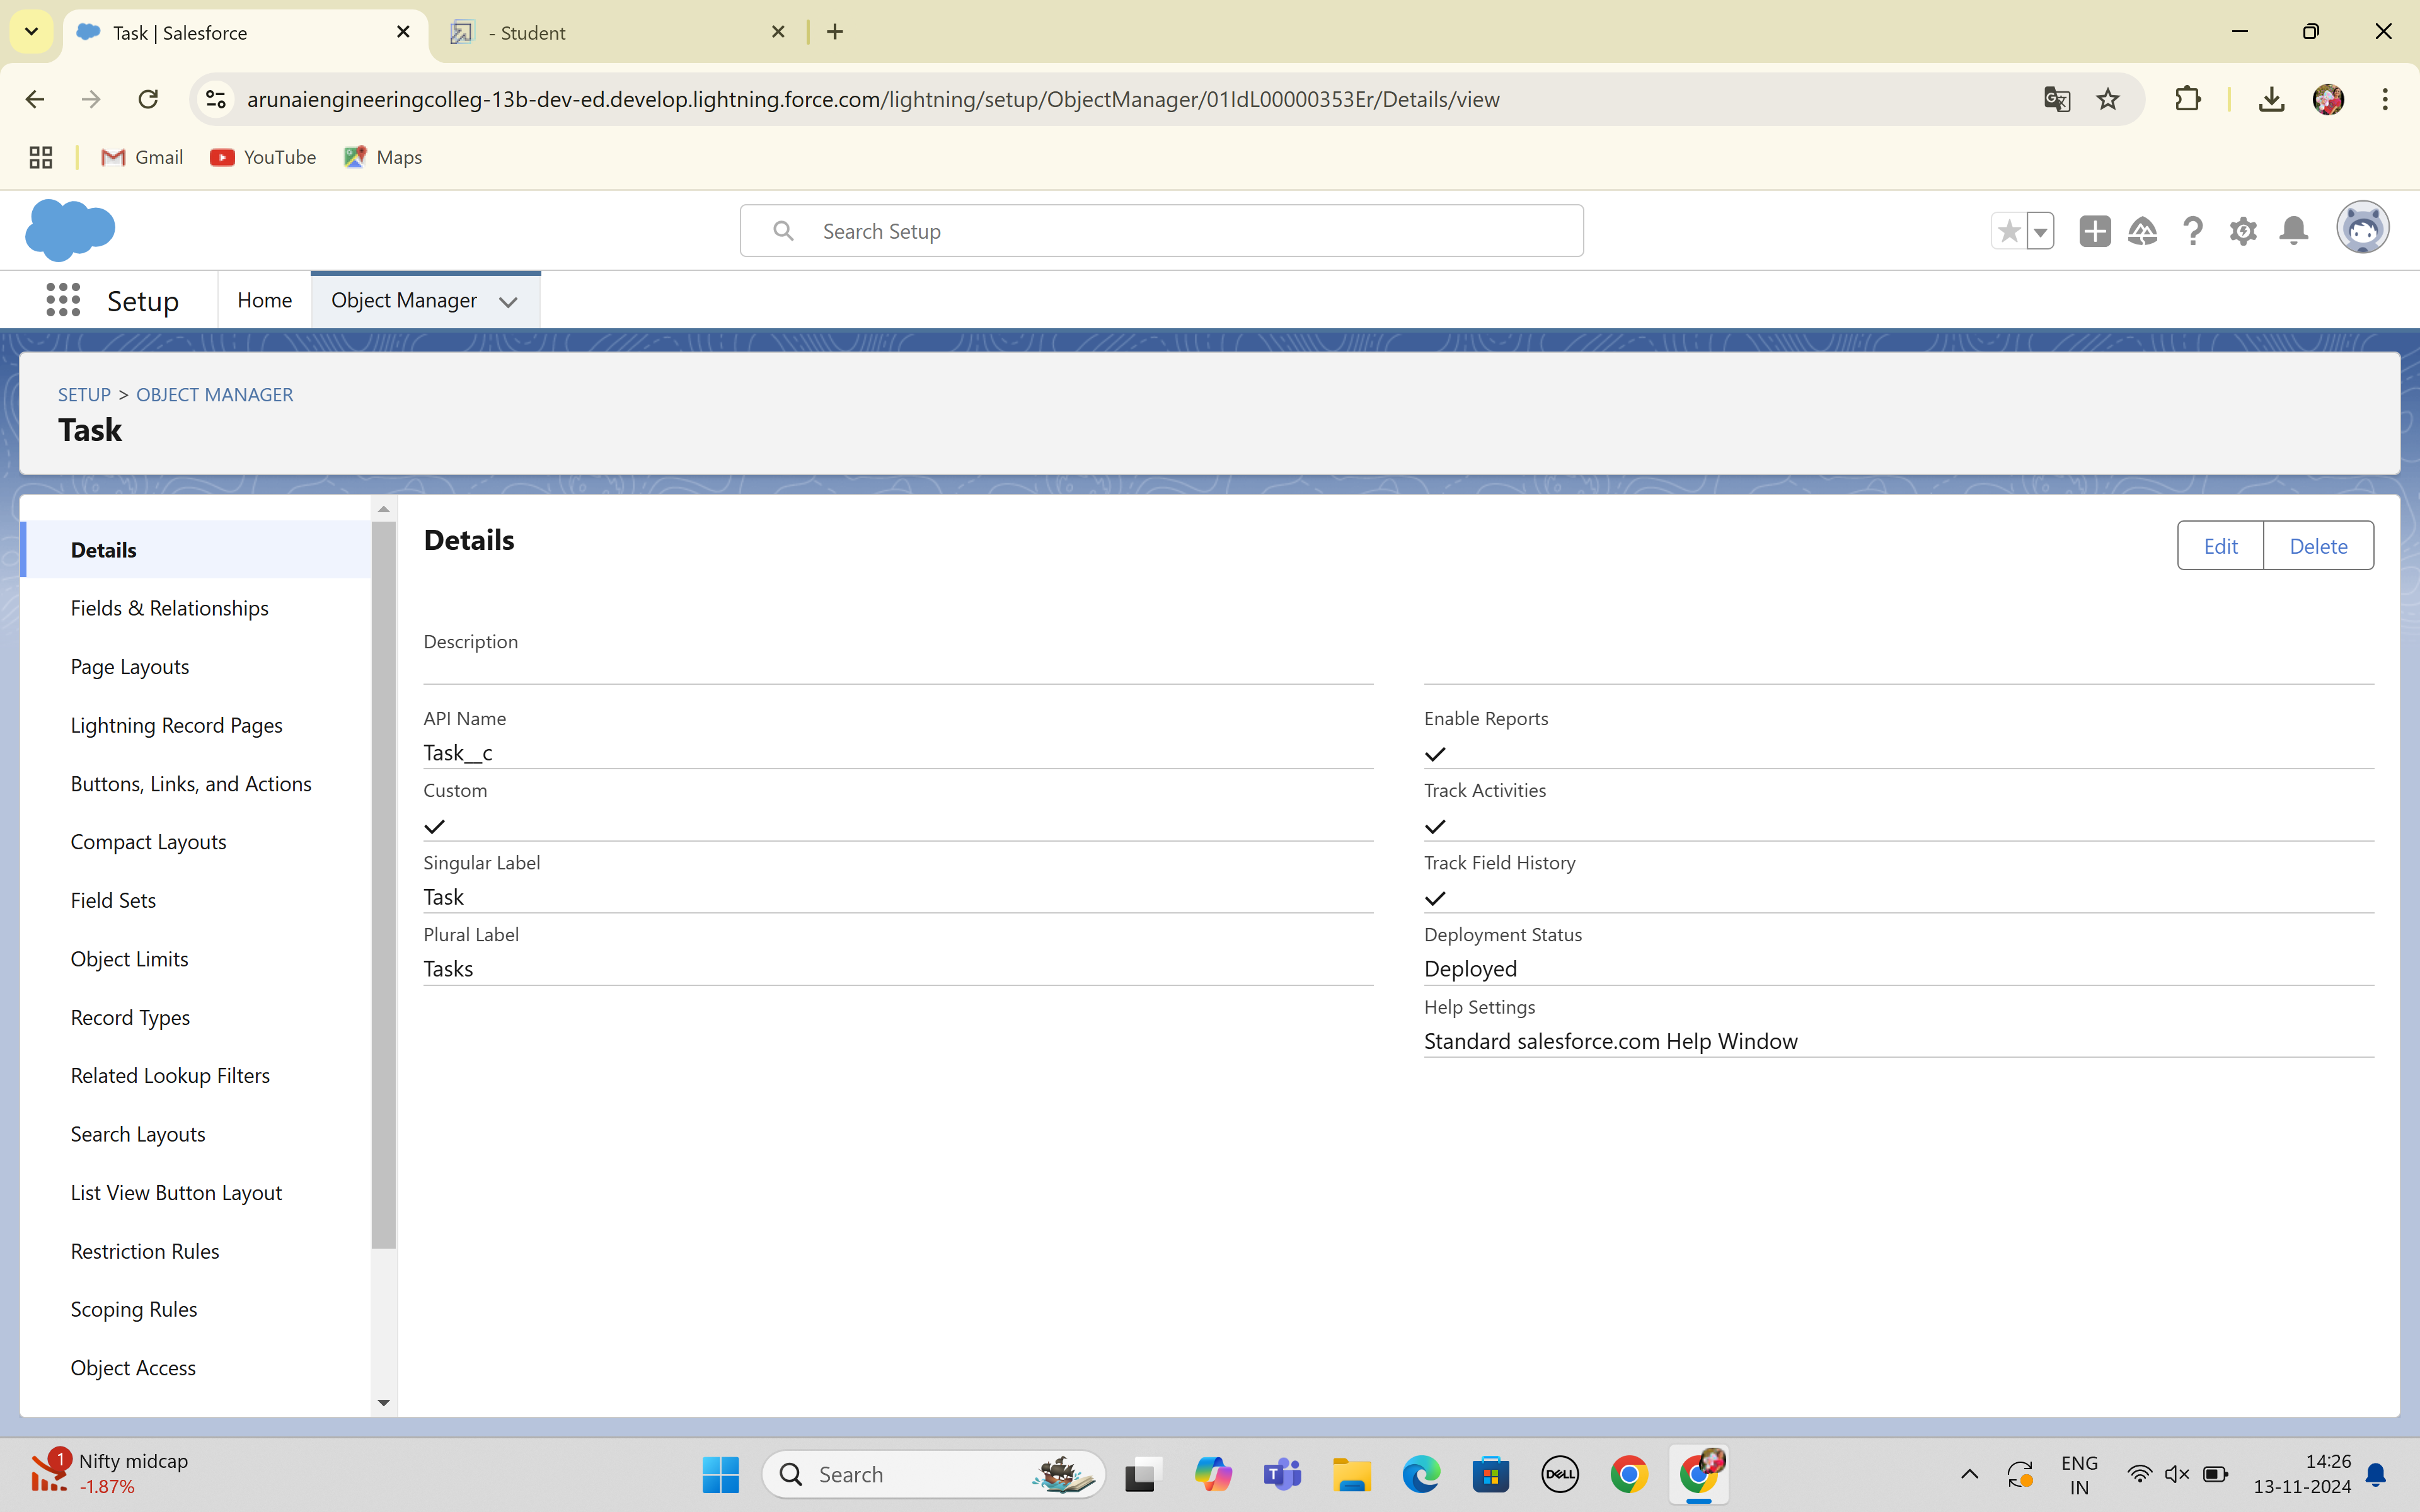 Task | Salesforce
- Student
arunaiengineeringcolleg-13b-dev-ed.develop.lightning.force.com/lightning/setup/ObjectManager/01IdL00000353Er/Details/view
Gmail
YouTube
Maps
Search Setup
Setup
Home
Object Manager
SETUP > OBJECT MANAGER
Task
Details
Fields & Relationships
Page Layouts
Lightning Record Pages
Buttons, Links, and Actions
Compact Layouts
Field Sets
Object Limits
Record Types
Related Lookup Filters
Search Layouts
List View Button Layout
Restriction Rules
Scoping Rules
Object Access
Details
Edit
Delete
Description
API Name
Task__c
Custom
Singular Label
Task
Plural Label
Tasks
Enable Reports
Track Activities
Track Field History
Deployment Status
Deployed
Help Settings
Standard salesforce.com Help Window
1
Nifty midcap
-1.87%
Search
DELL
ENG
IN
14:26
13-11-2024